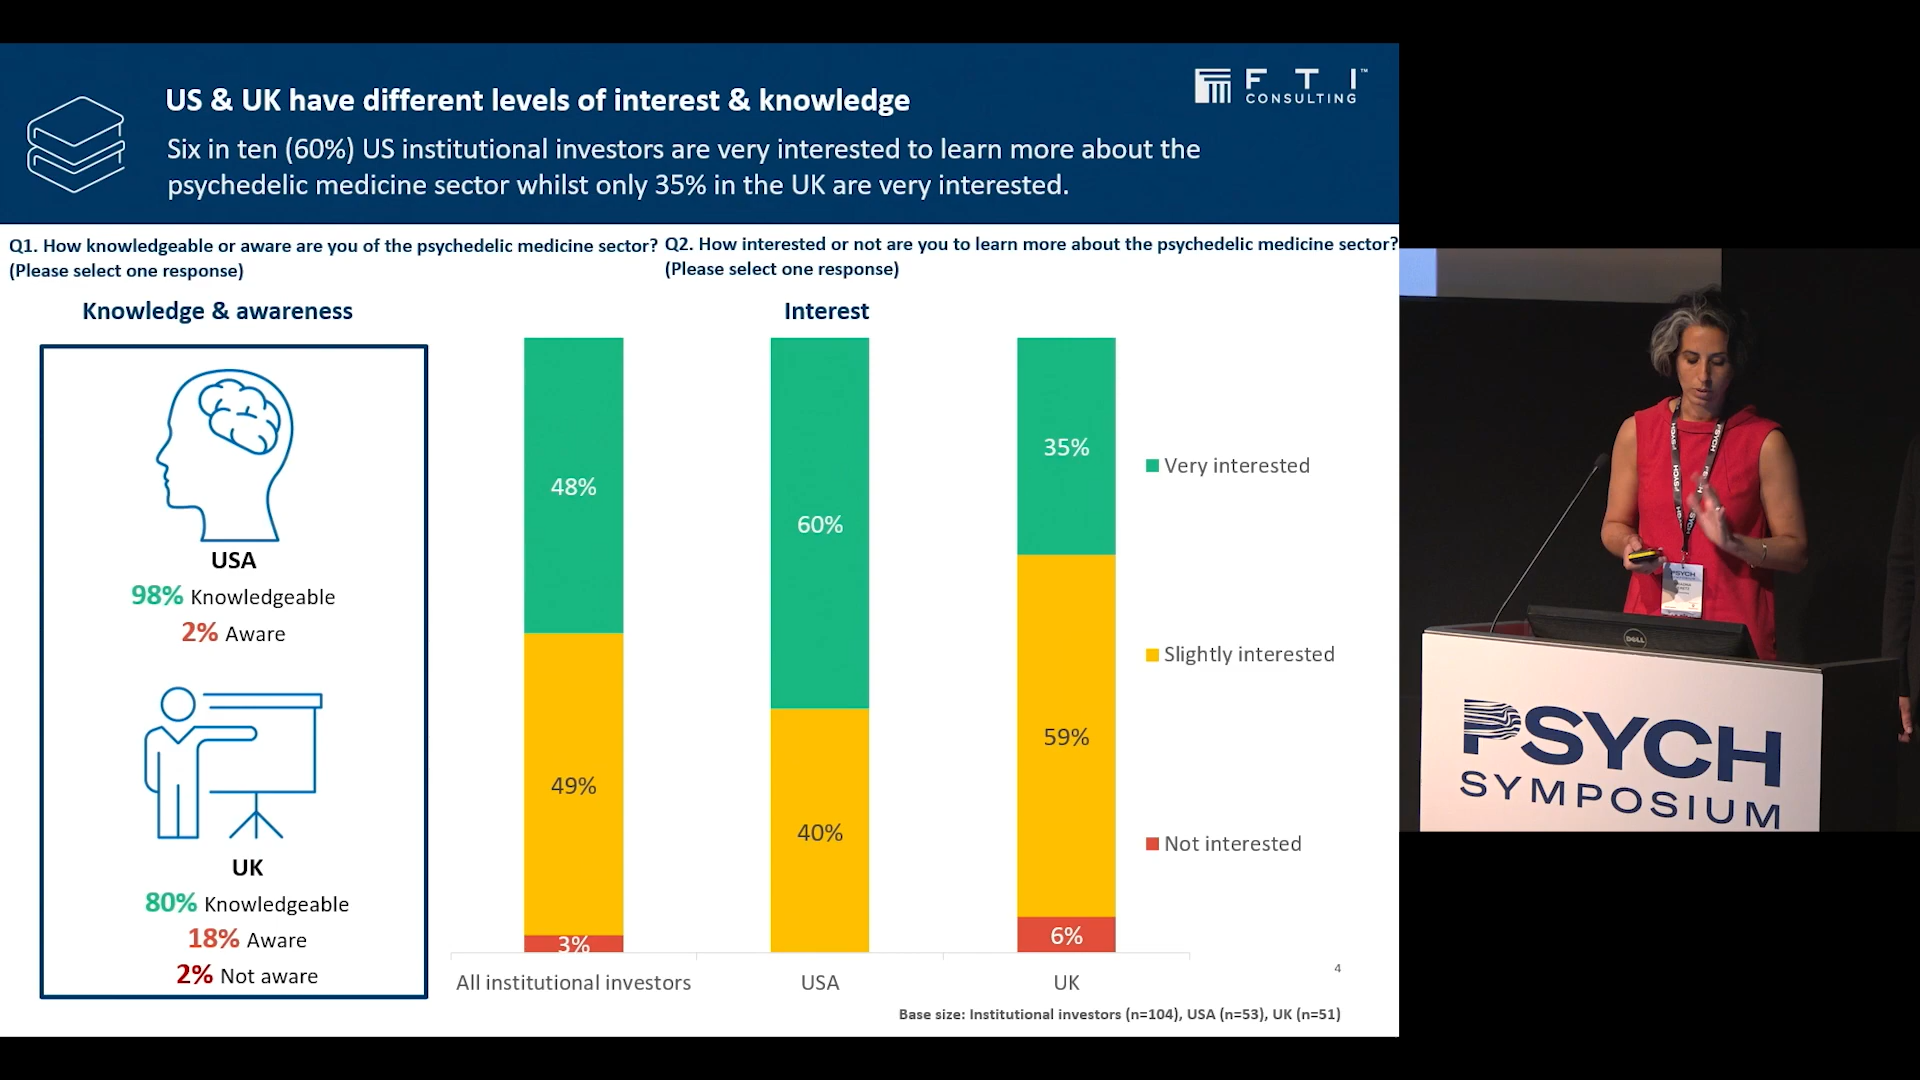 US & UK have different levels of interest & knowledge
Six in ten (60%) US institutional investors are very interested to learn more about the
psychedelic medicine sector whilst only 35% in the UK are very interested.
F T I™
CONSULTING
Q1. How knowledgeable or aware are you of the psychedelic medicine sector?
(Please select one response)
Q2. How interested or not are you to learn more about the psychedelic medicine sector?
(Please select one response)
Knowledge & awareness
USA
98% Knowledgeable
2% Aware
UK
80% Knowledgeable
18% Aware
2% Not aware
Interest
48%
49%
3%
60%
40%
35%
59%
6%
Very interested
Slightly interested
Not interested
All institutional investors
USA
UK
4
Base size: Institutional investors (n=104), USA (n=53), UK (n=51)
PSYCH
PSYCH
PSYCH
DELL
PSYCH
SYMPOSIUM